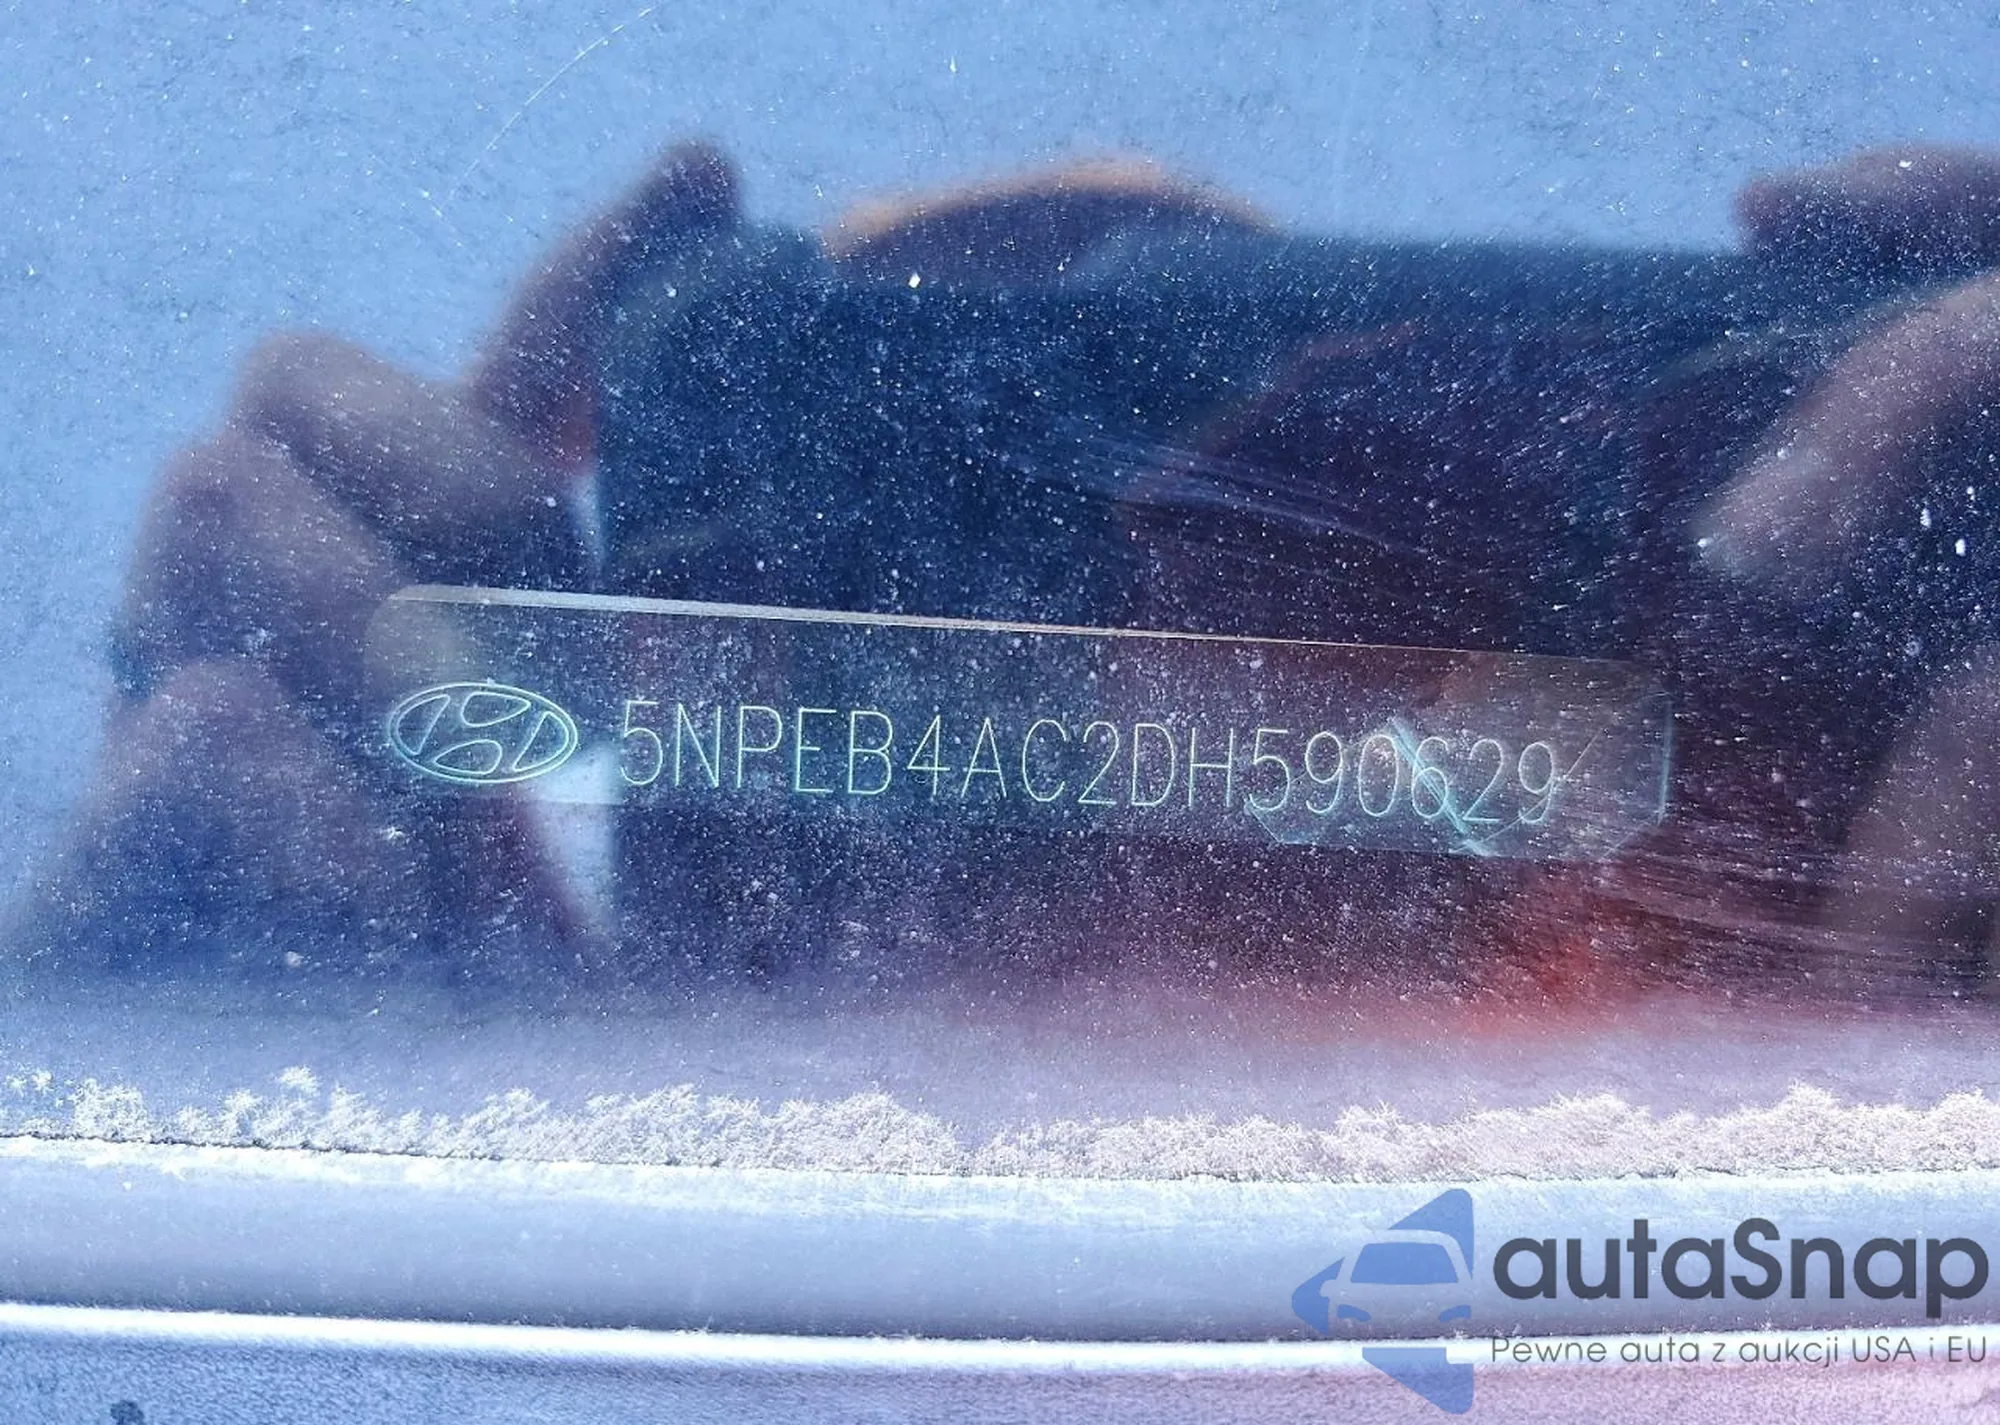 5NPEB4AC2DH590629
autaSnap
Pewne auta z aukcji USA i EU